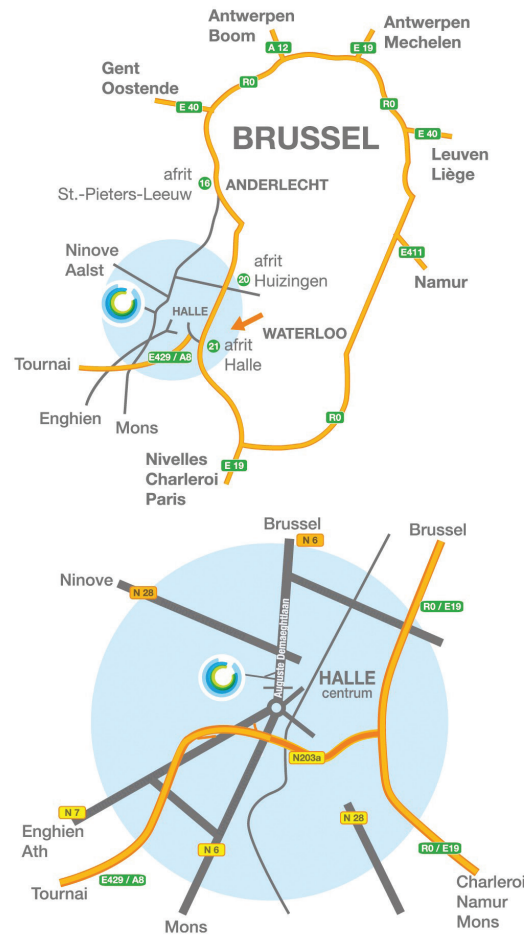 Antwerpen
Boom
A 12
E 19
Antwerpen
Mechelen
Gent
Oostende
E 40
R0
R0
BRUSSEL
E 40
Leuven
Liège
afrit
St.-Pieters-Leeuw
16
ANDERLECHT
E411
Namur
Ninove
Aalst
20
afrit
Huizingen
HALLE
WATERLOO
21
afrit
Halle
Tournai
E429 / A8
Enghien
Mons
R0
Nivelles
Charleroi
Paris
E 19
Brussel
N 6
Brussel
Ninove
N 28
R0 / E19
Auguste Demaeghtlaan
HALLE
centrum
N203a
N 7
Enghien
Ath
N 6
N 28
R0 / E19
Tournai
E429 / A8
Mons
Charleroi
Namur
Mons